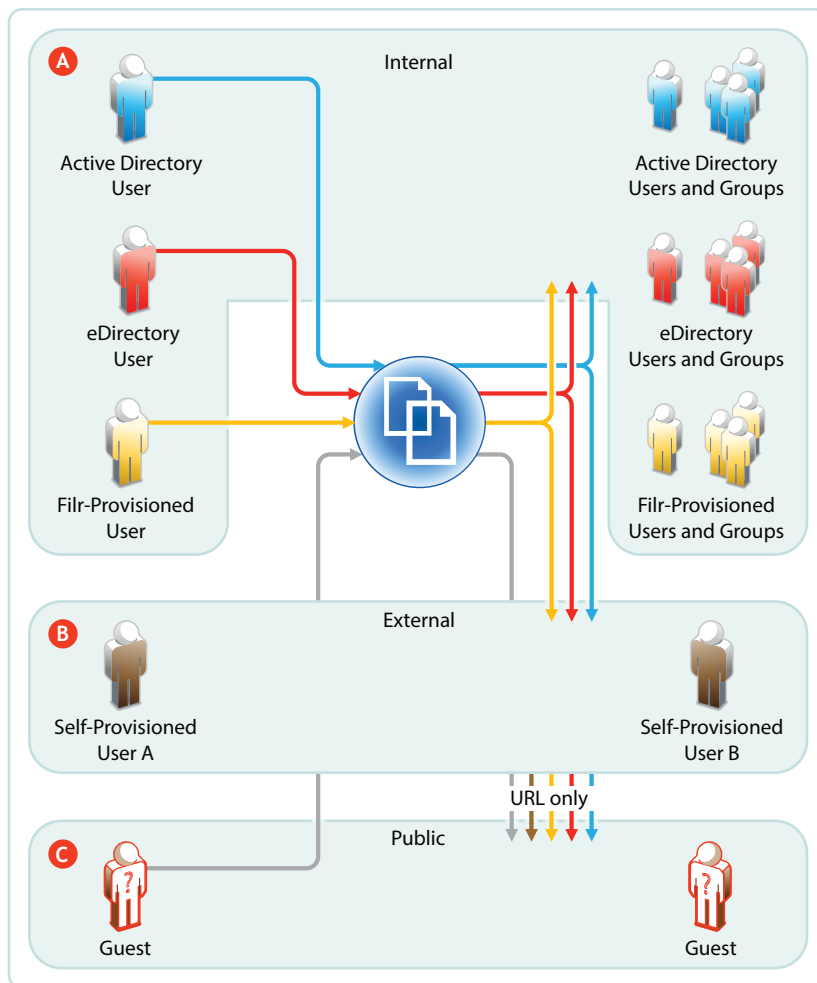 A
Internal
Active Directory
User
Active Directory
Users and Groups
eDirectory
User
eDirectory
Users and Groups
Filr-Provisioned
User
Filr-Provisioned
Users and Groups
B
External
Self-Provisioned
User A
Self-Provisioned
User B
URL only
C
Public
?
?
Guest
Guest